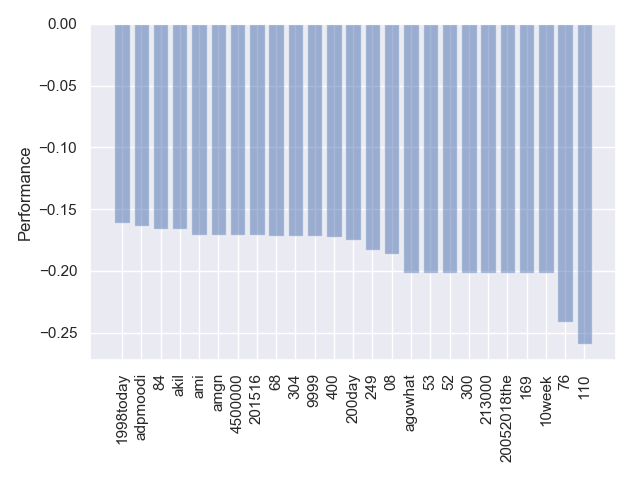 0.00
−0.05
−0.10
−0.15
−0.20
−0.25
Performance
1998today
adpmoodi
84
akil
ami
amgn
4500000
201516
68
304
9999
400
200day
249
08
agowhat
53
52
300
213000
20052018the
169
10week
76
110